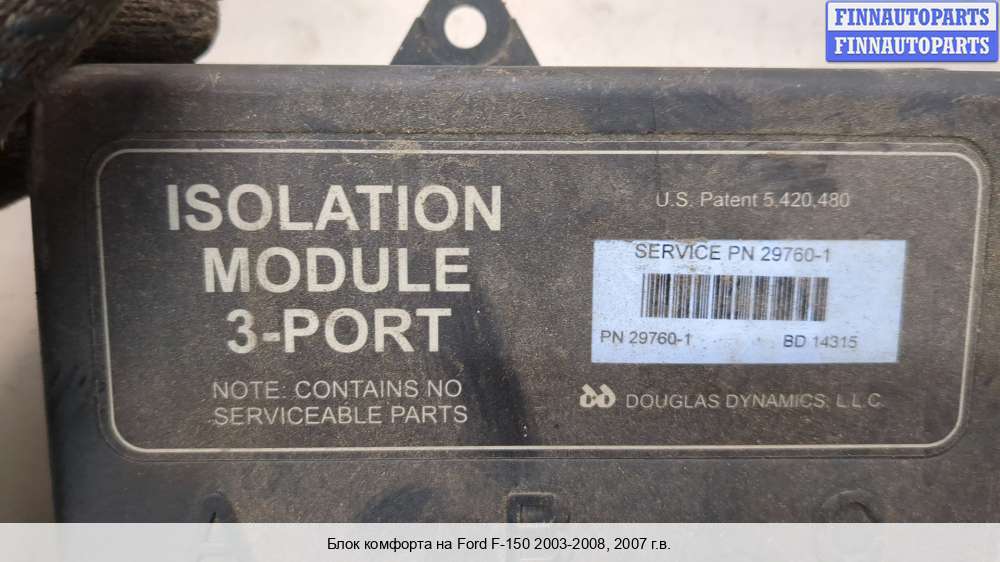 FINNAUTOPARTS
FINNAUTOPARTS
ISOLATION
MODULE
3-PORT
NOTE: CONTAINS NO
SERVICEABLE PARTS
U.S. Patent 5,420,480
SERVICE PN 29760-1
PN 29760-1 BD 14315
DOUGLAS DYNAMICS, L.L.C.
Блок комфорта на Ford F-150 2003-2008, 2007 г.в.